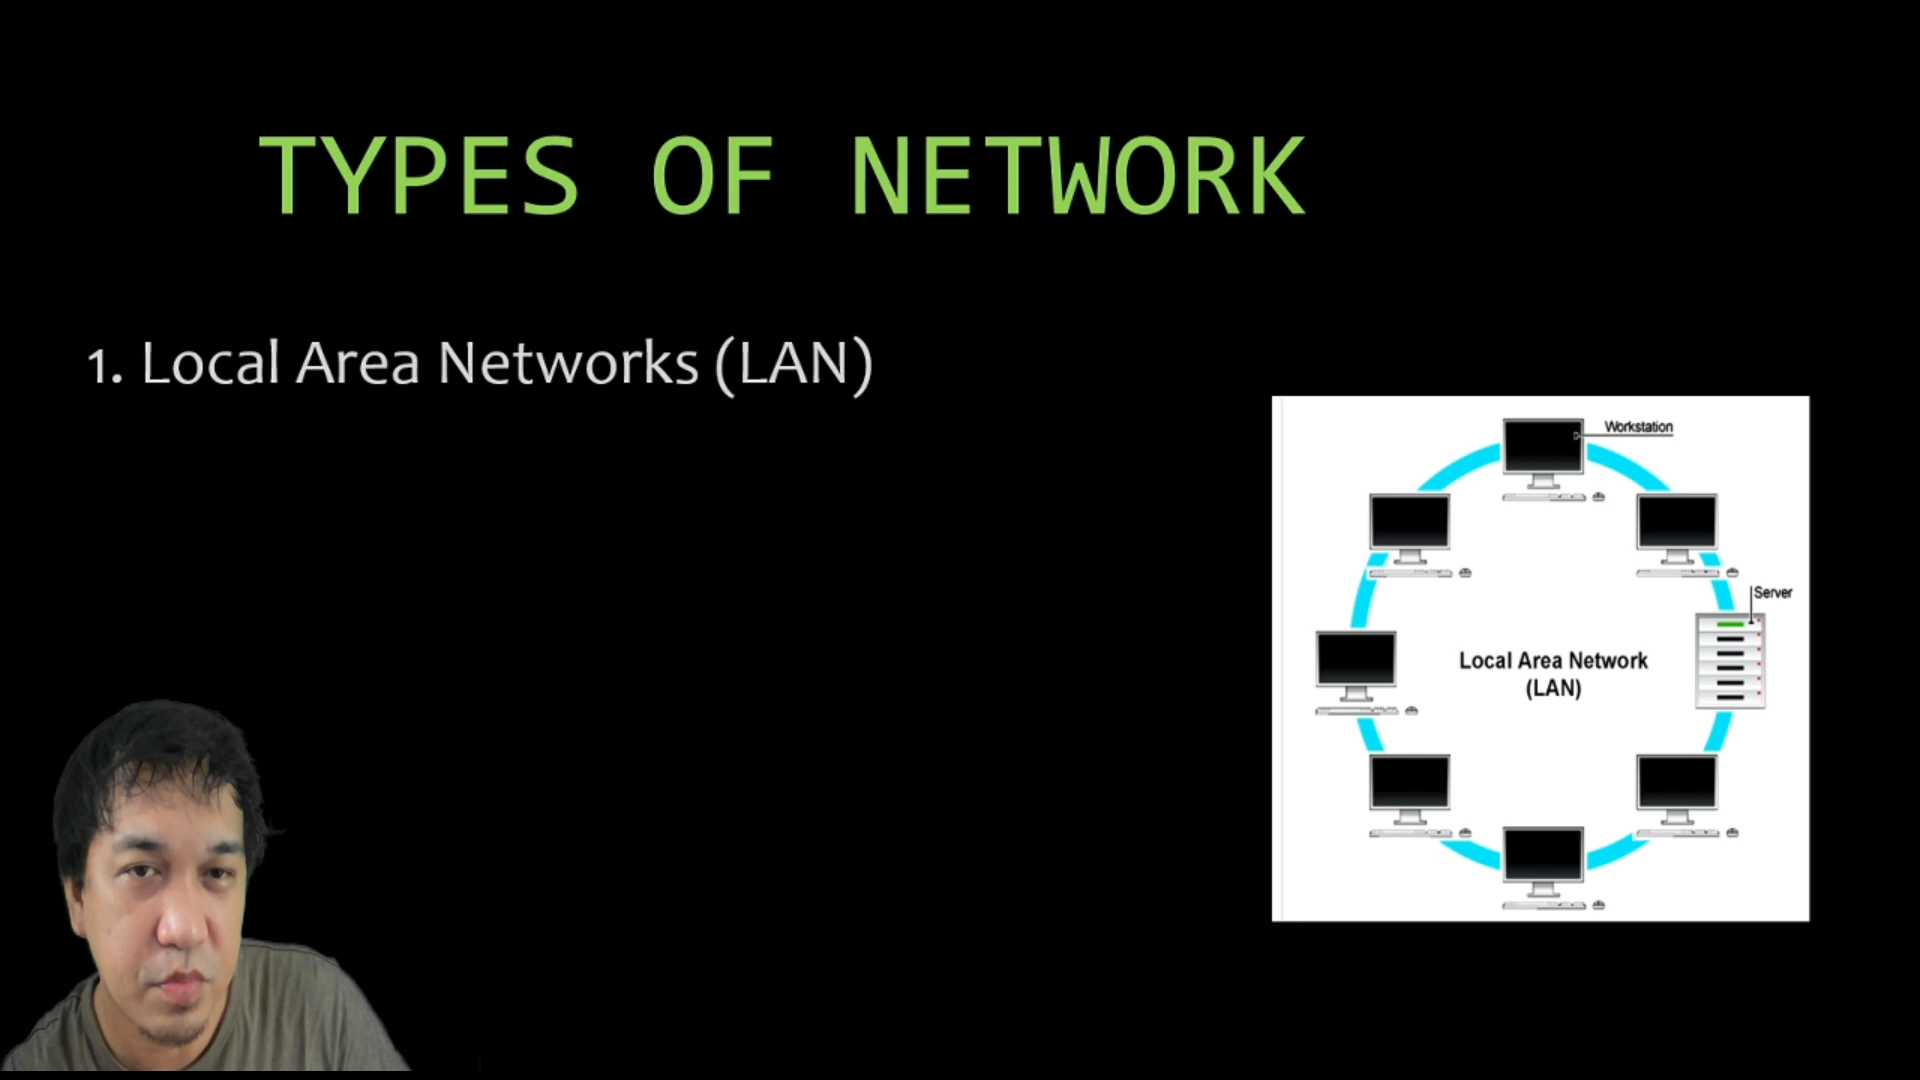 TYPES OF NETWORK
1. Local Area Networks (LAN)
Workstation
Server
Local Area Network
(LAN)